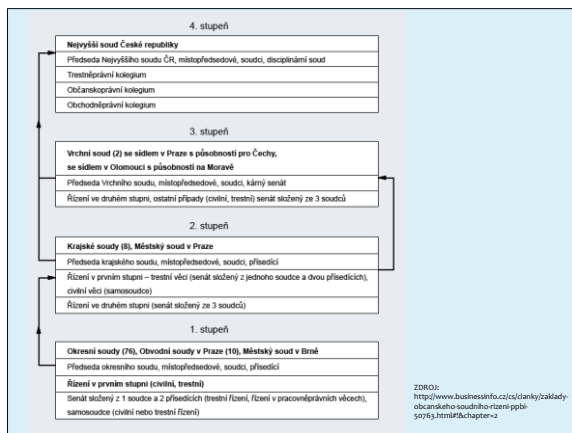 4. stupeň
Nejvyšší soud České republiky
Předseda Nejvyššího soudu ČR, místopředsedové, soudci, disciplinární soud
Trestněprávní kolegium
Občanskoprávní kolegium
Obchodněprávní kolegium
3. stupeň
Vrchní soud (2) se sídlem v Praze s působností pro Čechy,
se sídlem v Olomouci s působností na Moravě
Předseda Vrchního soudu, místopředsedové, soudci, kárný senát
Řízení ve druhém stupni, ostatní případy (civilní, trestní) senát složený ze 3 soudců
2. stupeň
Krajské soudy (8), Městský soud v Praze
Předseda krajského soudu, místopředsedové, soudci, přísedící
Řízení v prvním stupni – trestní věci (senát složený z jednoho soudce a dvou přísedících),
civilní věci (samosoudce)
Řízení ve druhém stupni (senát složený ze 3 soudců)
1. stupeň
Okresní soudy (76), Obvodní soudy v Praze (10), Městský soud v Brně
Předseda okresního soudu, místopředsedové, soudci, přísedící
Řízení v prvním stupni (civilní, trestní)
Senát složený z 1 soudce a 2 přísedících (trestní řízení, řízení v pracovněprávních věcech),
samosoudce (civilní nebo trestní řízení)
ZDROJ:
http://www.businessinfo.cz/cs/clanky/zaklady-
obcanskeho-soudniho-rizeni-ppbi-
50763.html#!&chapter=2